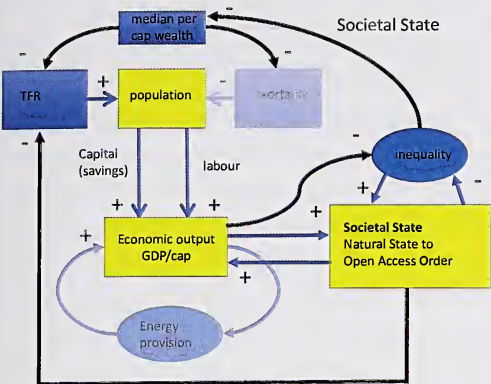 Societal State
median per
cap wealth
-
-
-
TFR
+
population
-
mortality
-
Capital
(savings)
labour
-
inequality
+
+
+
-
+
Economic output
GDP/cap
+
Societal State
Natural State to
Open Access Order
+
Energy
provision